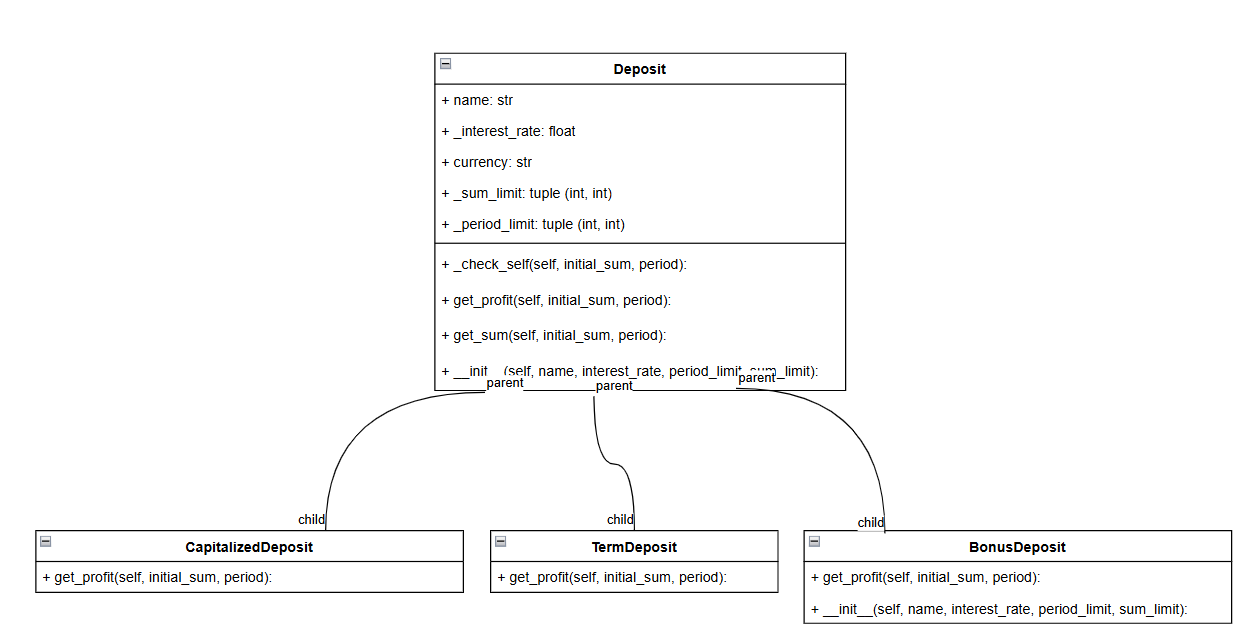 Deposit
+ name: str
+ _interest_rate: float
+ currency: str
+ _sum_limit: tuple (int, int)
+ _period_limit: tuple (int, int)
+ _check_self(self, initial_sum, period):
+ get_profit(self, initial_sum, period):
+ get_sum(self, initial_sum, period):
+ __init__(self, name, interest_rate, period_limit, sum_limit):
parent
parent
parent
child
child
child
CapitalizedDeposit
+ get_profit(self, initial_sum, period):
TermDeposit
+ get_profit(self, initial_sum, period):
BonusDeposit
+ get_profit(self, initial_sum, period):
+ __init__(self, name, interest_rate, period_limit, sum_limit):